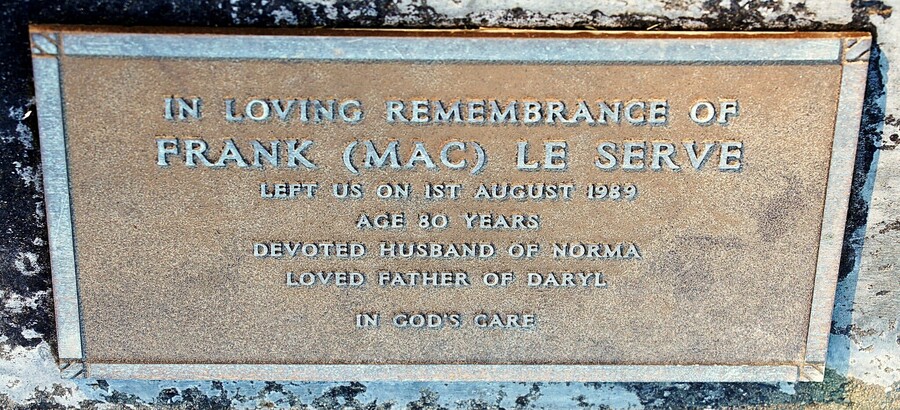 IN LOVING REMEMBRANCE OF
FRANK (MAC) LE SERVE
LEFT US ON 1ST AUGUST 1989
AGE 80 YEARS
DEVOTED HUSBAND OF NORMA
LOVED FATHER OF DARYL
IN GOD'S CARE